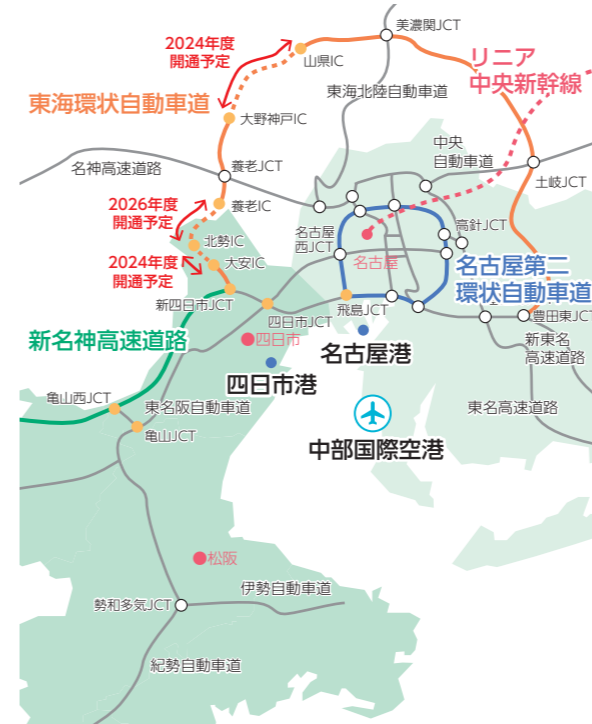 美濃関JCT
2024年度
開通予定
山県IC
リニア
中央新幹線
東海環状自動車道
東海北陸自動車道
大野神戸IC
中央
自動車道
名神高速道路
養老JCT
土岐JCT
養老IC
2026年度
開通予定
北勢IC
名古屋
西JCT
高針JCT
名古屋
大安IC
2024年度
開通予定
名古屋第二
環状自動車道
新四日市JCT
飛島JCT
四日市JCT
豊田東JCT
新名神高速道路
四日市
名古屋港
新東名
高速道路
四日市港
亀山西JCT
東名阪自動車道
東名高速道路
亀山JCT
中部国際空港
松阪
伊勢自動車道
勢和多気JCT
紀勢自動車道